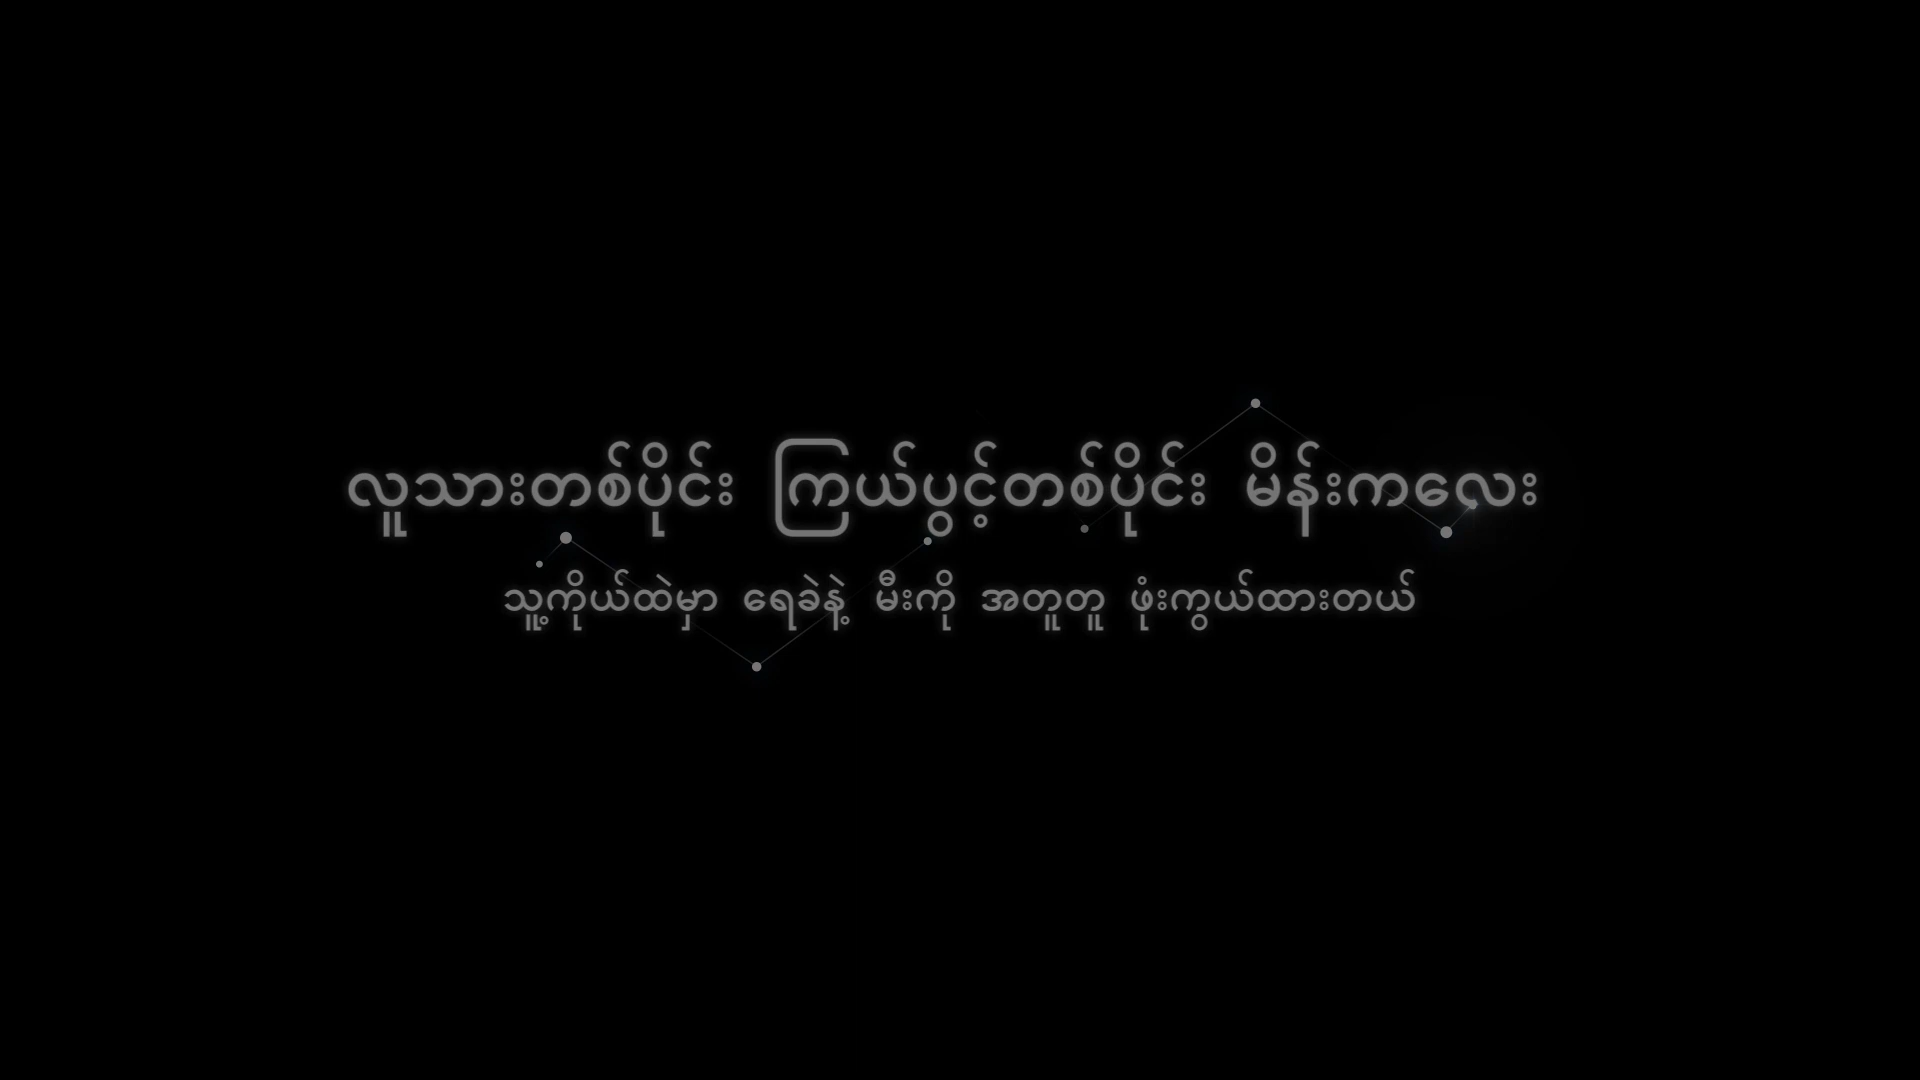 လူသားတစ်ပိုင်း ကြယ်ပွင့်တစ်ပိုင်း မိန်းကလေး
သူ့ကိုယ်ထဲမှာ ရေခဲနဲ့ မီးကို အတူတူ ဖုံးကွယ်ထားတယ်